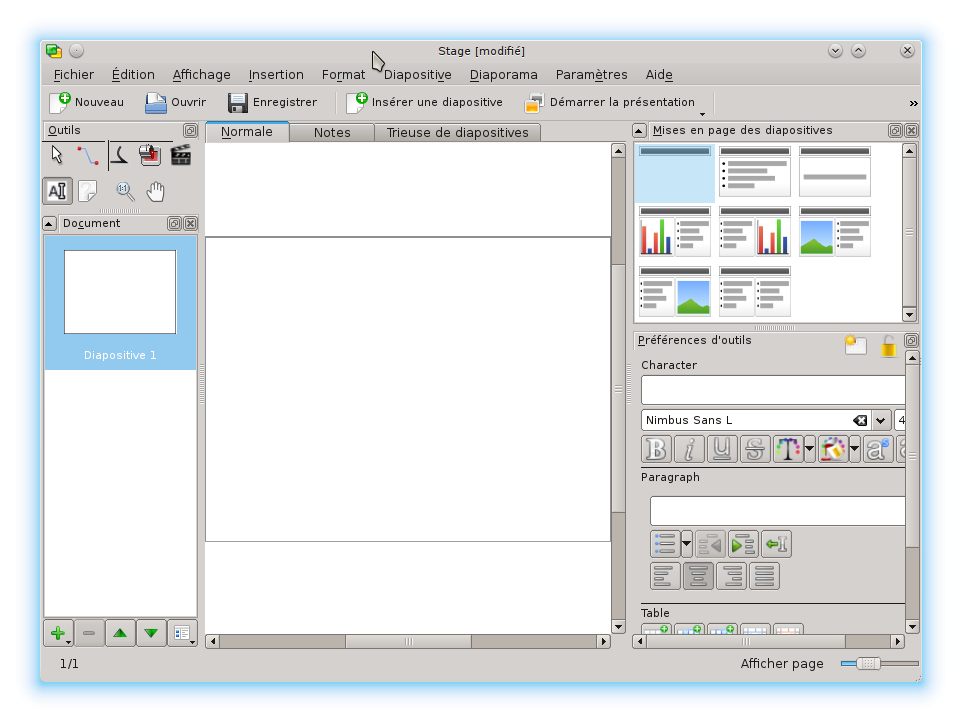 Stage [modifié]
Fichier Édition Affichage Insertion Format Diapositive Diaporama Paramètres Aide
Nouveau Ouvrir Enregistrer Insérer une diapositive Démarrer la présentation »
Outils Normale Notes Trieuse de diapositives Mises en page des diapositives
Document
Diapositive 1
Préférences d'outils
Character
Nimbus Sans L 4
Paragraph
Table
1/1 Afficher page